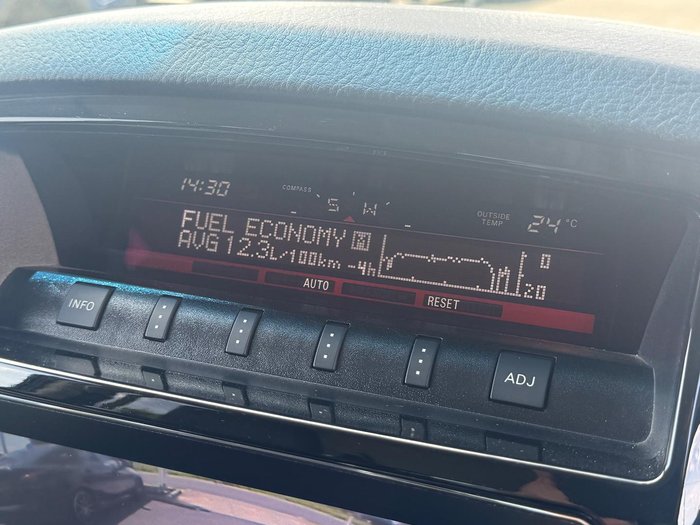 14:30
COMPASS
S W
OUTSIDE TEMP 24°C
FUEL ECONOMY M
AVG 12.3L/100km -4h
0
20
AUTO
RESET
INFO
ADJ